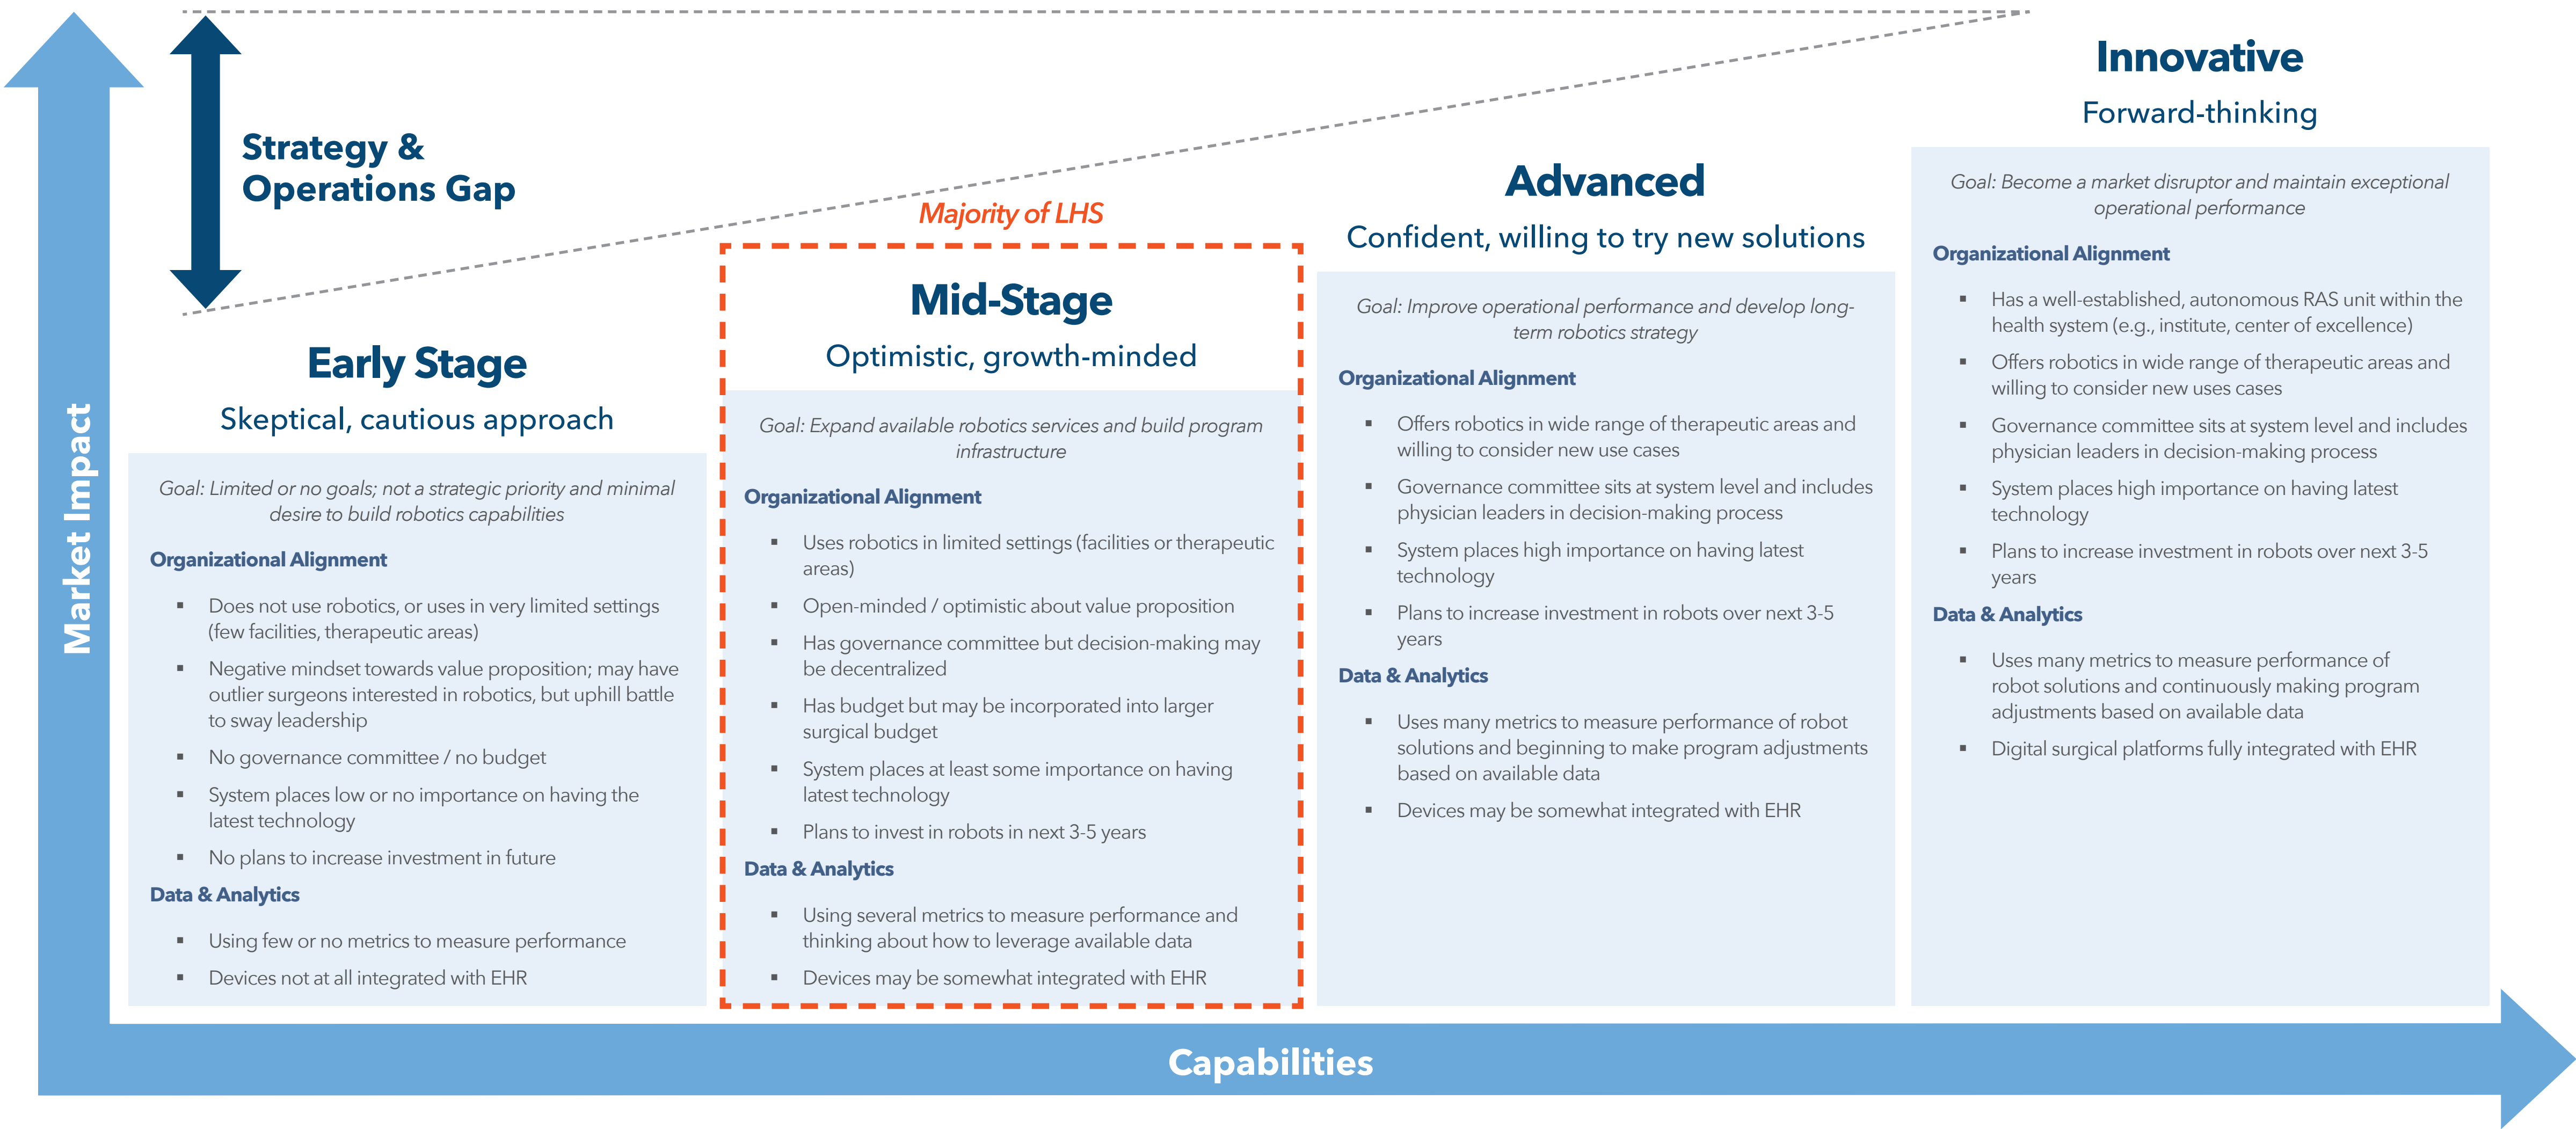 Strategy &
Operations Gap
Market Impact
Early Stage
Skeptical, cautious approach
Goal: Limited or no goals; not a strategic priority and minimal
desire to build robotics capabilities
Organizational Alignment
▪ Does not use robotics, or uses in very limited settings
(few facilities, therapeutic areas)
▪ Negative mindset towards value proposition; may have
outlier surgeons interested in robotics, but uphill battle
to sway leadership
▪ No governance committee / no budget
▪ System places low or no importance on having the
latest technology
▪ No plans to increase investment in future
Data & Analytics
▪ Using few or no metrics to measure performance
▪ Devices not at all integrated with EHR
Majority of LHS
Mid-Stage
Optimistic, growth-minded
Goal: Expand available robotics services and build program
infrastructure
Organizational Alignment
▪ Uses robotics in limited settings (facilities or therapeutic
areas)
▪ Open-minded / optimistic about value proposition
▪ Has governance committee but decision-making may
be decentralized
▪ Has budget but may be incorporated into larger
surgical budget
▪ System places at least some importance on having
latest technology
▪ Plans to invest in robots in next 3-5 years
Data & Analytics
▪ Using several metrics to measure performance and
thinking about how to leverage available data
▪ Devices may be somewhat integrated with EHR
Advanced
Confident, willing to try new solutions
Goal: Improve operational performance and develop long-
term robotics strategy
Organizational Alignment
▪ Offers robotics in wide range of therapeutic areas and
willing to consider new use cases
▪ Governance committee sits at system level and includes
physician leaders in decision-making process
▪ System places high importance on having latest
technology
▪ Plans to increase investment in robots over next 3-5
years
Data & Analytics
▪ Uses many metrics to measure performance of robot
solutions and beginning to make program adjustments
based on available data
▪ Devices may be somewhat integrated with EHR
Innovative
Forward-thinking
Goal: Become a market disruptor and maintain exceptional
operational performance
Organizational Alignment
▪ Has a well-established, autonomous RAS unit within the
health system (e.g., institute, center of excellence)
▪ Offers robotics in wide range of therapeutic areas and
willing to consider new uses cases
▪ Governance committee sits at system level and includes
physician leaders in decision-making process
▪ System places high importance on having latest
technology
▪ Plans to increase investment in robots over next 3-5
years
Data & Analytics
▪ Uses many metrics to measure performance of
robot solutions and continuously making program
adjustments based on available data
▪ Digital surgical platforms fully integrated with EHR
Capabilities